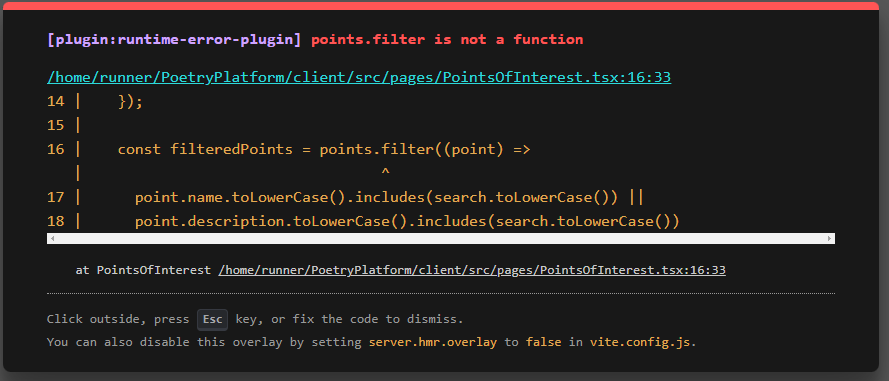 [plugin:runtime-error-plugin] points.filter is not a function
/home/runner/PoetryPlatform/client/src/pages/PointsOfInterest.tsx:16:33
14 |    });
15 |
16 |    const filteredPoints = points.filter((point) =>
   |                                  ^
17 |      point.name.toLowerCase().includes(search.toLowerCase()) ||
18 |      point.description.toLowerCase().includes(search.toLowerCase())
at PointsOfInterest /home/runner/PoetryPlatform/client/src/pages/PointsOfInterest.tsx:16:33
Click outside, press Esc key, or fix the code to dismiss.
You can also disable this overlay by setting server.hmr.overlay to false in vite.config.js.